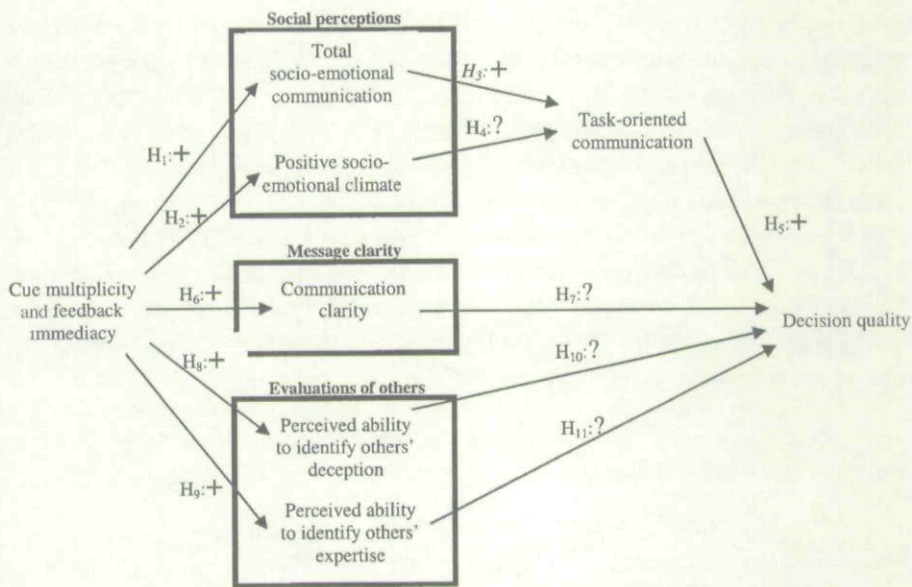 Social perceptions
Total
socio-emotional
communication
H₃:+
H₄:?
Task-oriented
communication
H₁:+
Positive socio-
emotional climate
H₂:+
H₅:+
Message clarity
Cue multiplicity
and feedback
immediacy
H₆:+
Communication
clarity
H₇:?
Decision quality
H₈:+
H₁₀:?
Evaluations of others
Perceived ability
to identify others'
deception
H₁₁:?
H₉:+
Perceived ability
to identify others'
expertise